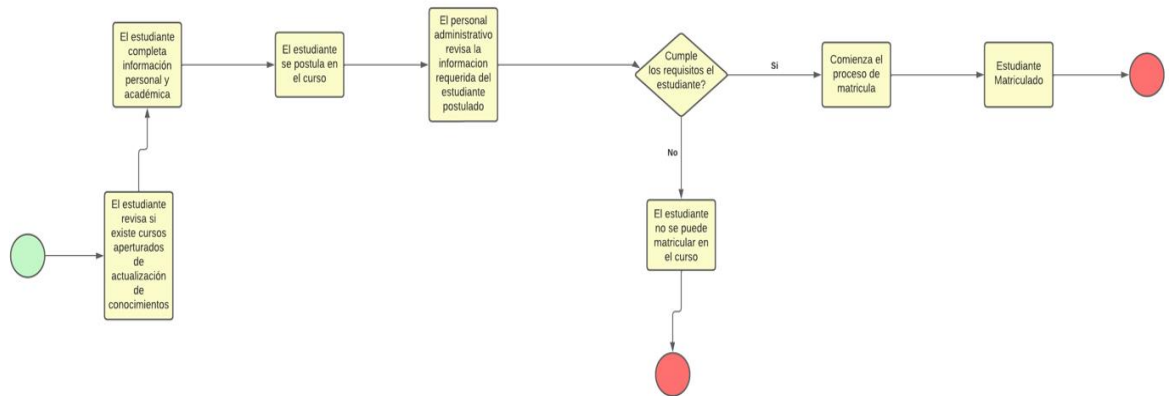 El estudiante
revisa si
existe cursos
aperturados
de
actualización
de
conocimientos
El estudiante
completa
información
personal y
académica
El estudiante
se postula en
el curso
El personal
administrativo
revisa la
informacion
requerida del
estudiante
postulado
Cumple
los requisitos el
estudiante?
Si
Comienza el
proceso de
matricula
Estudiante
Matriculado
No
El estudiante
no se puede
matricular en
el curso